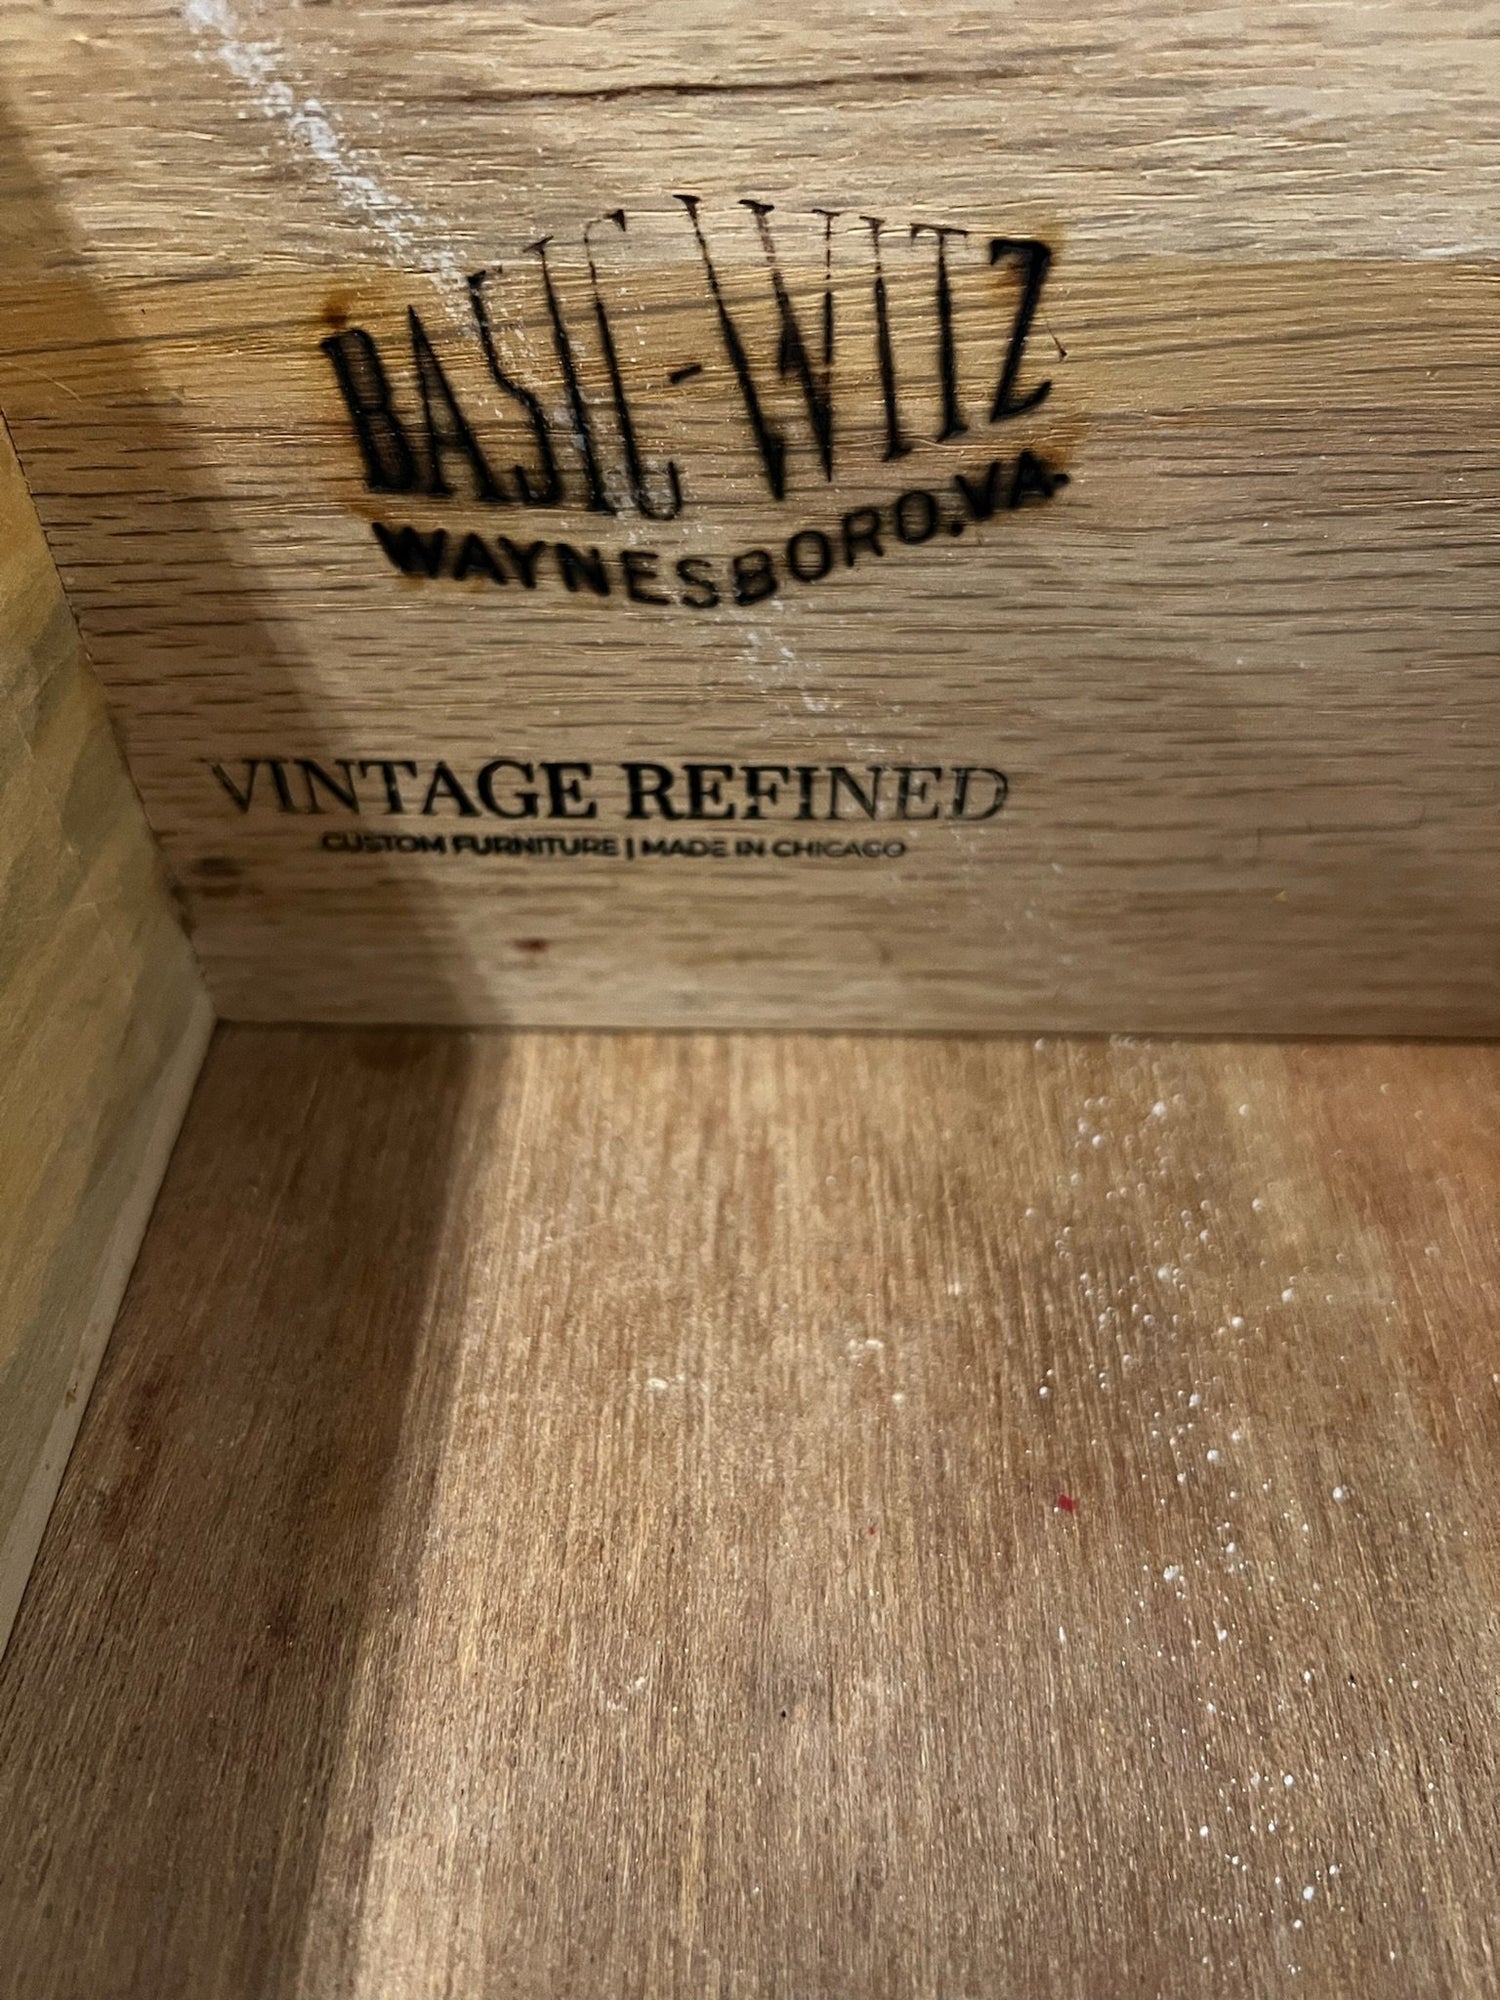 BASIC-WITZ
WAYNESBORO, VA.
VINTAGE REFINED
CUSTOM FURNITURE | MADE IN CHICAGO